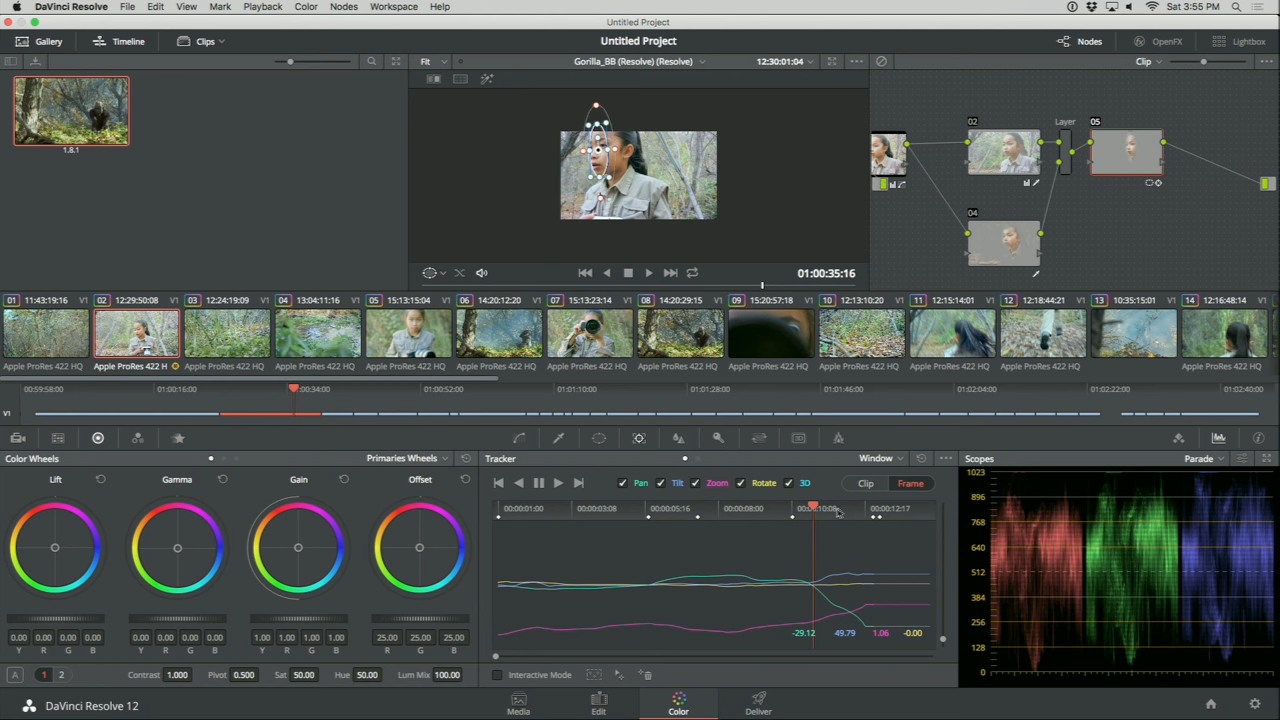 DaVinci Resolve File Edit View Mark Playback Color Nodes Workspace Help Sat 3:55 PM
Untitled Project
Gallery Timeline Clips Untitled Project Nodes OpenFX Lightbox
Fit Gorilla_BB (Resolve) (Resolve) 12:30:01:04 Clip
02 Layer 05
1.8.1
04
01:00:35:16
01 11:43:19:16 V1 02 12:29:50:08 V1 03 12:24:19:09 V1 04 13:04:11:16 V1 05 15:13:15:04 V1 06 14:20:12:20 V1 07 15:13:23:14 V1 08 14:20:29:15 V1 09 15:20:57:18 V1 10 12:13:10:20 V1 11 12:15:14:01 V1 12 12:18:44:21 V1 13 10:35:15:01 V1 14 12:16:48:14 V1
Apple ProRes 422 HQ Apple ProRes 422 H Apple ProRes 422 HQ Apple ProRes 422 HQ Apple ProRes 422 HQ Apple ProRes 422 HQ Apple ProRes 422 HQ Apple ProRes 422 HQ Apple ProRes 422 HQ Apple ProRes 422 HQ Apple ProRes 422 HQ Apple ProRes 422 HQ Apple ProRes 422 HQ
00:59:58:00 01:00:16:00 01:00:34:00 01:00:52:00 01:01:10:00 01:01:28:00 01:01:46:00 01:02:04:00 01:02:22:00 01:02:40:00
V1
Color Wheels Primaries Wheels Tracker Window Scopes Parade
Lift Gamma Gain Offset
Pan Tilt Zoom Rotate 3D Clip Frame
00:00:01:00 00:00:03:08 00:00:05:16 00:00:08:00 00:00:12:17
1023
896
768
640
512
384
256
128
0
-29.12 49.79 1.06 -0.00
0.00 0.00 0.00 0.00 0.00 0.00 0.00 0.00 1.00 1.00 1.00 1.00 25.00 25.00 25.00
Y R G B Y R G B Y R G B R G B
A 1 2 Contrast 1.000 Pivot 0.500 Sat 50.00 Hue 50.00 Lum Mix 100.00 Interactive Mode
DaVinci Resolve 12 Media Edit Color Deliver